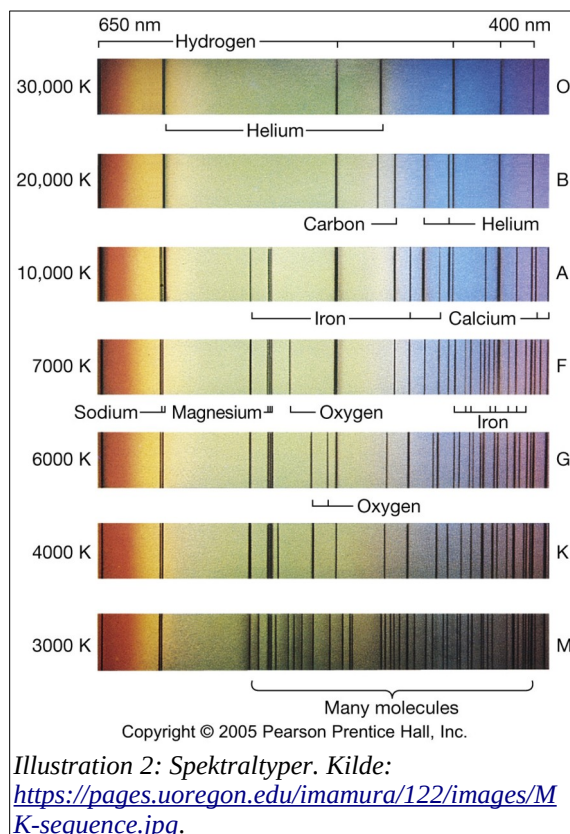 650 nm Hydrogen 400 nm
30,000 K O
Helium
20,000 K B
Carbon Helium
10,000 K A
Iron Calcium
7000 K F
Sodium Magnesium Oxygen Iron
6000 K G
Oxygen
4000 K K
3000 K M
Many molecules
Copyright © 2005 Pearson Prentice Hall, Inc.
Illustration 2: Spektraltyper. Kilde:
https://pages.uoregon.edu/imamura/122/images/M
K-sequence.jpg.